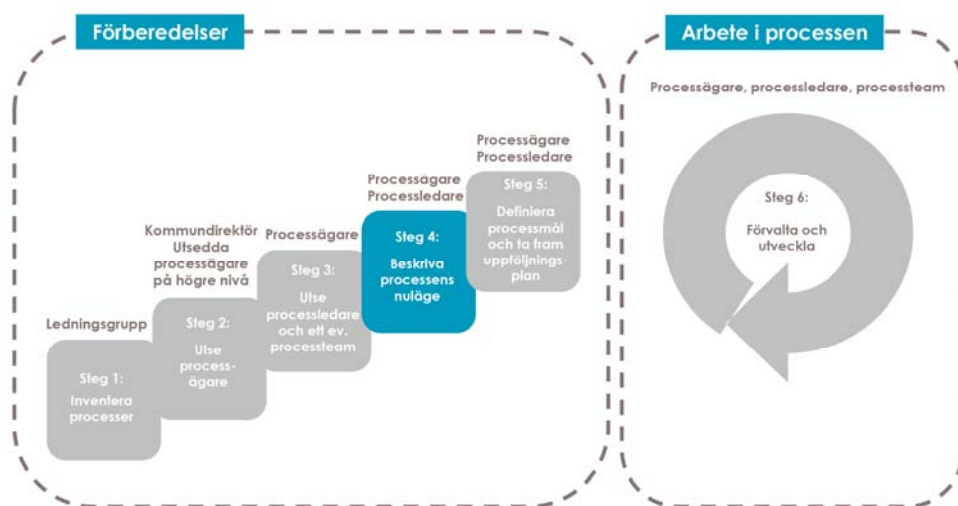 Förberedelser
Arbete i processen
Processägare, processledare, processteam
Processägare
Processledare
Steg 5:
Definiera
processmål
och ta fram
uppföljnings-
plan
Processägare
Processledare
Steg 4:
Beskriva
processens
nuläge
Kommundirektör
Utsedda
processägare
på högre nivå
Processägare
Steg 3:
Utse
processledare
och ett ev.
processteam
Steg 2:
Utse
process-
ägare
Ledningsgrupp
Steg 1:
Inventera
processer
Steg 6:
Förvalta och
utveckla